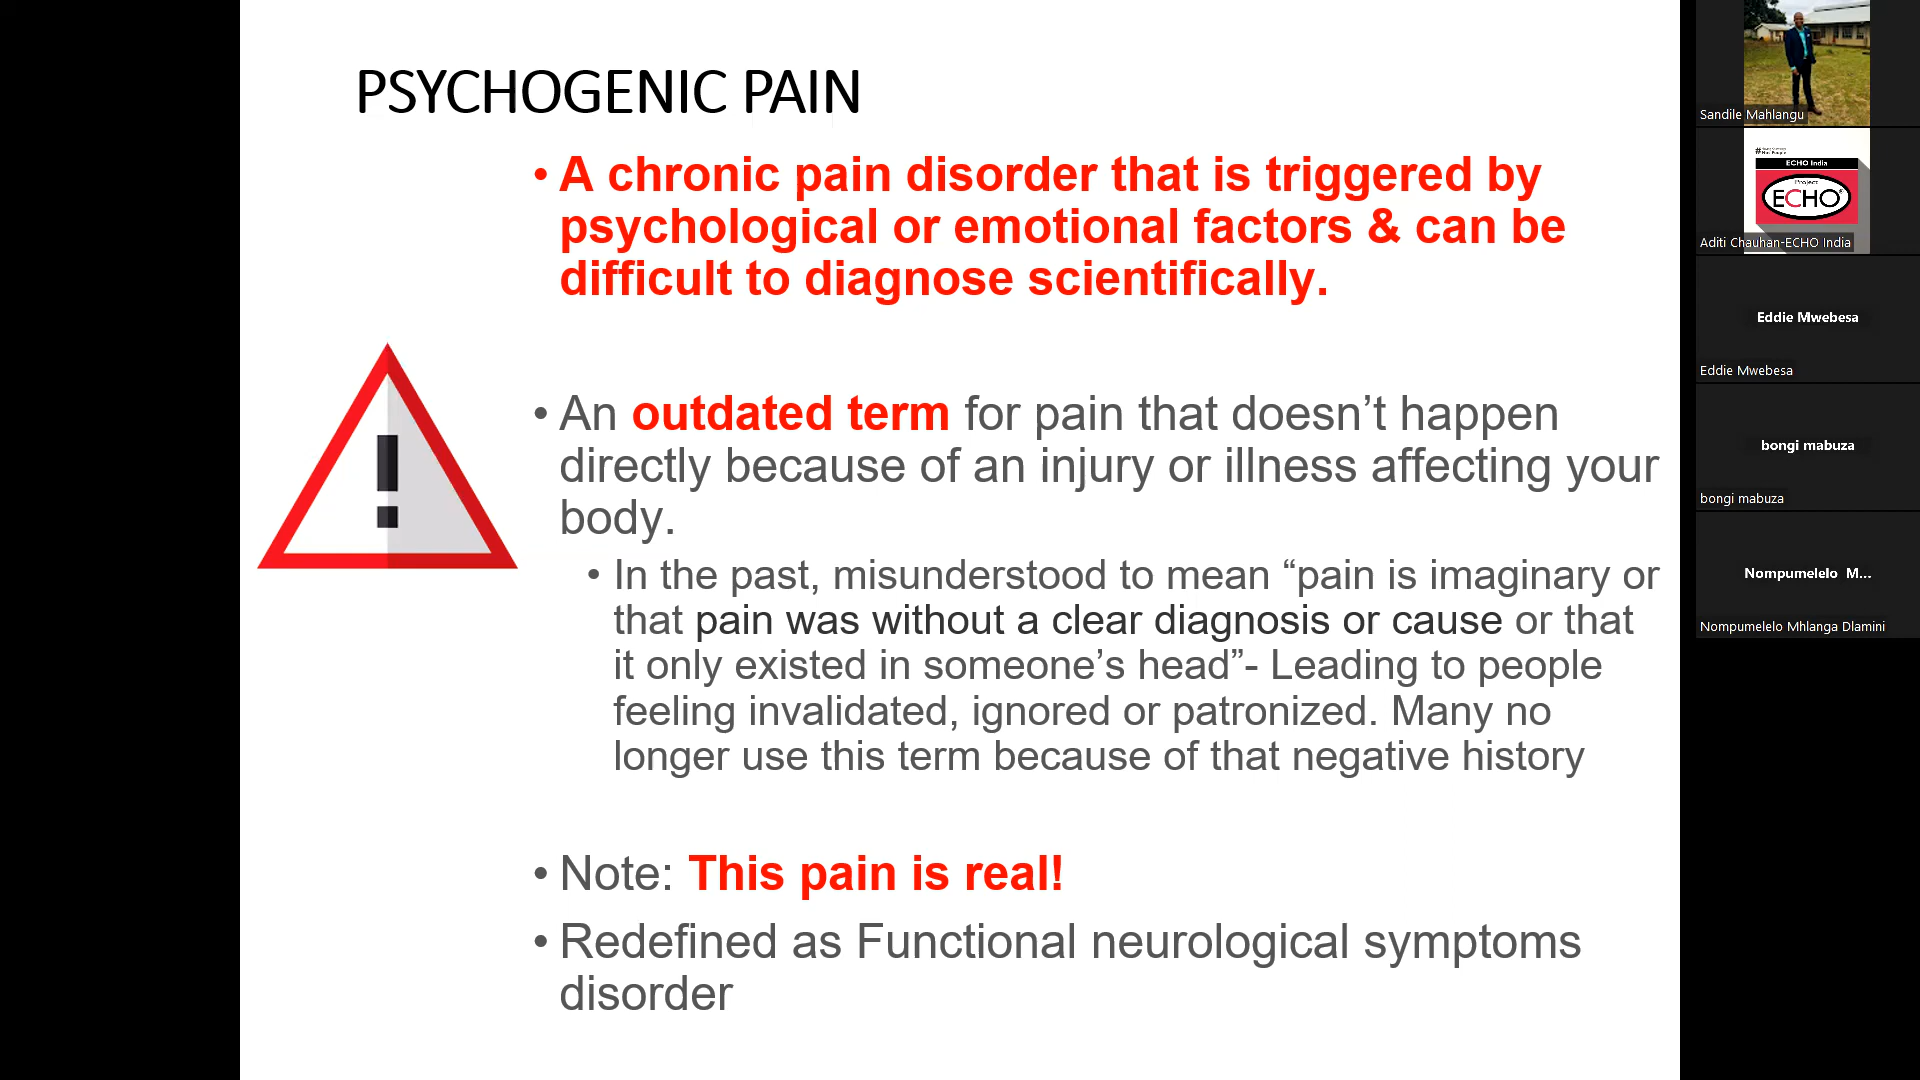 PSYCHOGENIC PAIN
• A chronic pain disorder that is triggered by
psychological or emotional factors & can be
difficult to diagnose scientifically.
• An outdated term for pain that doesn’t happen
directly because of an injury or illness affecting your
body.
• In the past, misunderstood to mean “pain is imaginary or
that pain was without a clear diagnosis or cause or that
it only existed in someone’s head”- Leading to people
feeling invalidated, ignored or patronized. Many no
longer use this term because of that negative history
• Note: This pain is real!
• Redefined as Functional neurological symptoms
disorder
Sandile Mahlangu
ECHO India
Project
ECHO®
Aditi Chauhan-ECHO India
Eddie Mwebesa
Eddie Mwebesa
bongi mabuza
bongi mabuza
Nompumelelo M...
Nompumelelo Mhlanga Dlamini